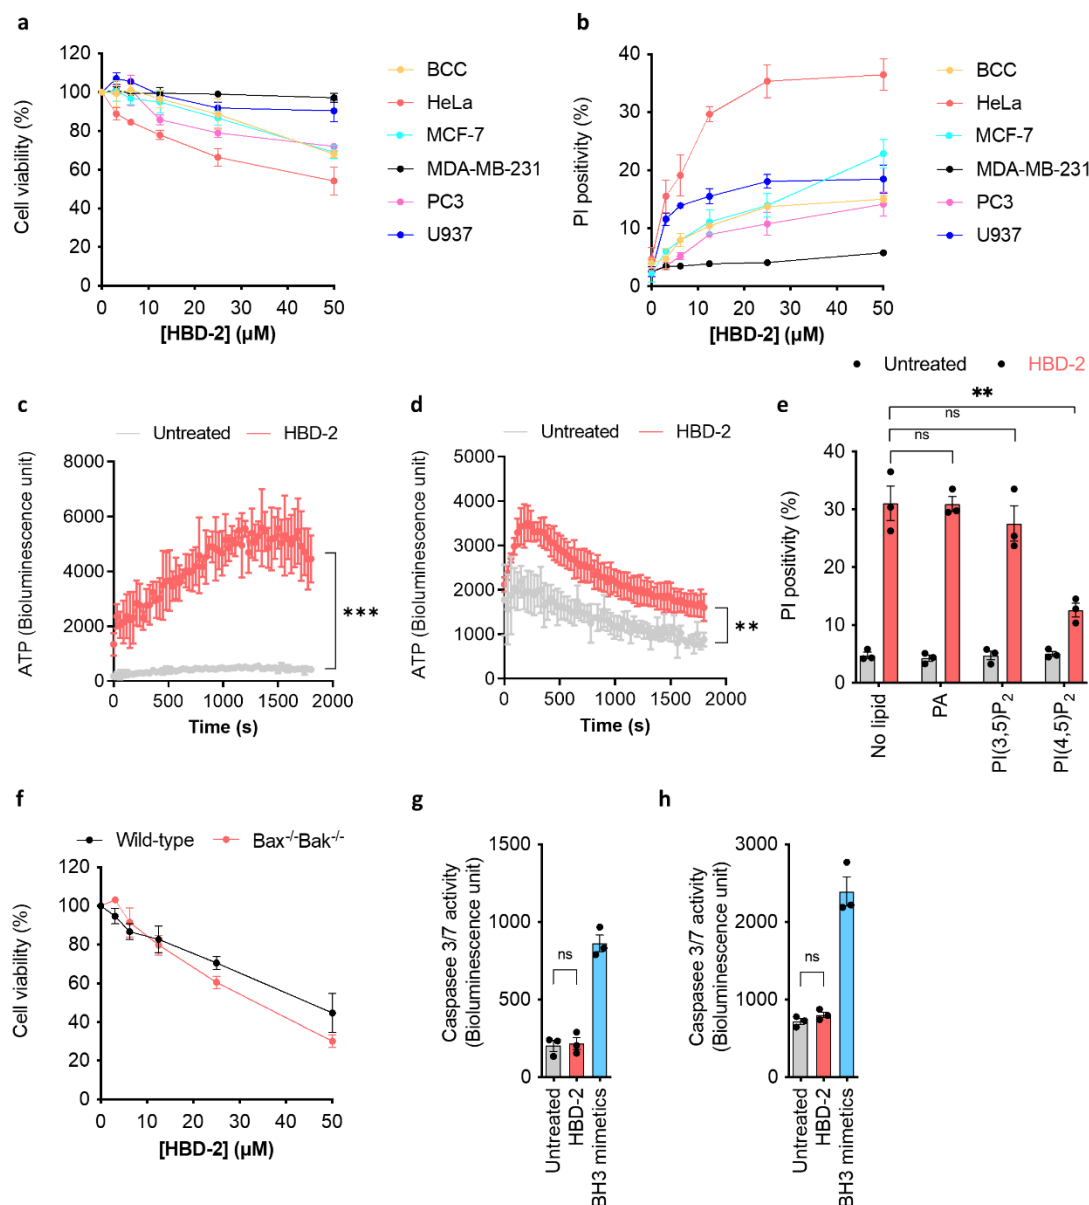 a
Cell viability (%)
120
100
80
60
40
20
0
0 10 20 30 40 50
[HBD-2] (µM)
BCC
HeLa
MCF-7
MDA-MB-231
PC3
U937
b
PI positivity (%)
40
30
20
10
0
0 10 20 30 40 50
[HBD-2] (µM)
BCC
HeLa
MCF-7
MDA-MB-231
PC3
U937
c
Untreated HBD-2
ATP (Bioluminescence unit)
8000
6000
4000
2000
0
0 500 1000 1500 2000
Time (s)
***
d
Untreated HBD-2
ATP (Bioluminescence unit)
5000
4000
3000
2000
1000
0
0 500 1000 1500 2000
Time (s)
**
e
Untreated HBD-2
**
ns
ns
PI positivity (%)
40
30
20
10
0
No lipid
PA
PI(3,5)P2
PI(4,5)P2
f
Wild-type Bax-/-Bak-/-
Cell viability (%)
120
100
80
60
40
20
0
0 10 20 30 40 50
[HBD-2] (µM)
g
Caspasee 3/7 activity
(Bioluminescence unit)
1500
1000
500
0
ns
Untreated
HBD-2
BH3 mimetics
h
Caspasee 3/7 activity
(Bioluminescence unit)
3000
2000
1000
0
ns
Untreated
HBD-2
BH3 mimetics